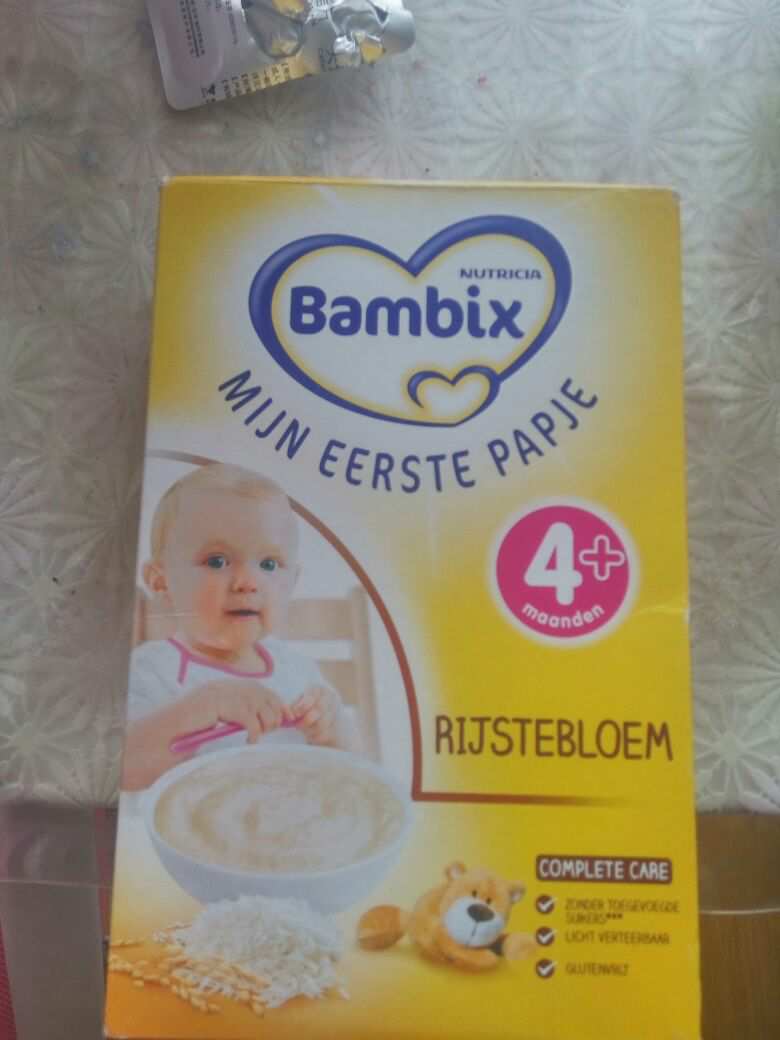 NUTRICIA
Bambix
MIJN EERSTE PAPJE
4+
maanden
RIJSTEBLOEM
COMPLETE CARE
ZONDER TOEGEVOEGDE
SUIKERS***
LICHT VERTEERBAAR
GLUTENVRIJ